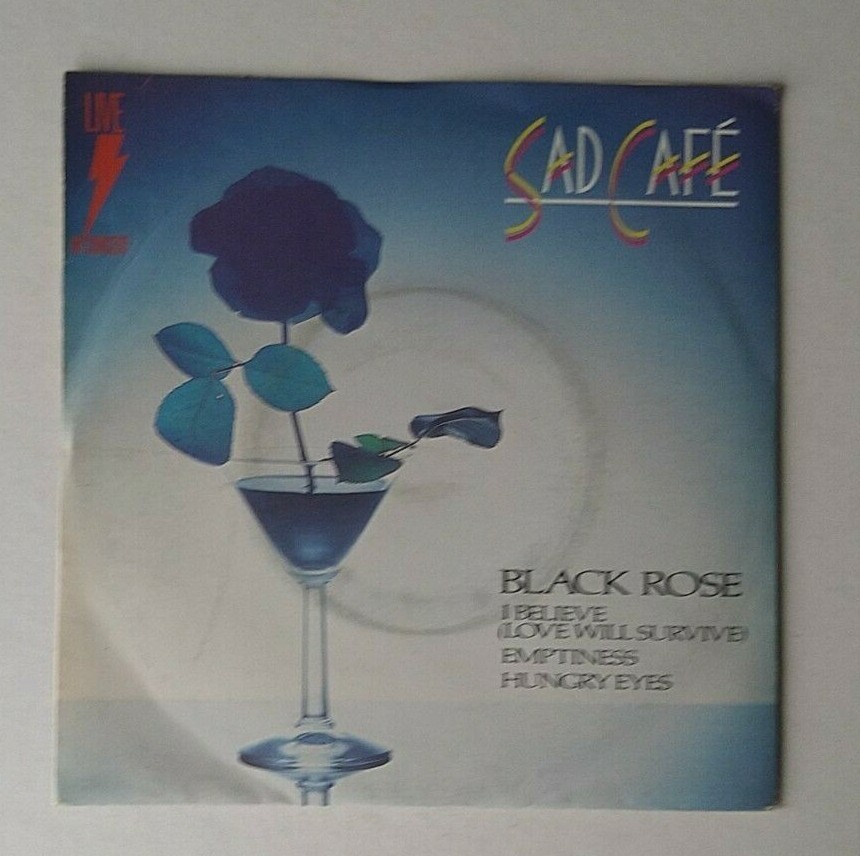 LIVE
SAD CAFÉ
BLACK ROSE
I BELIEVE
(LOVE WILL SURVIVE)
EMPTINESS
HUNGRY EYES